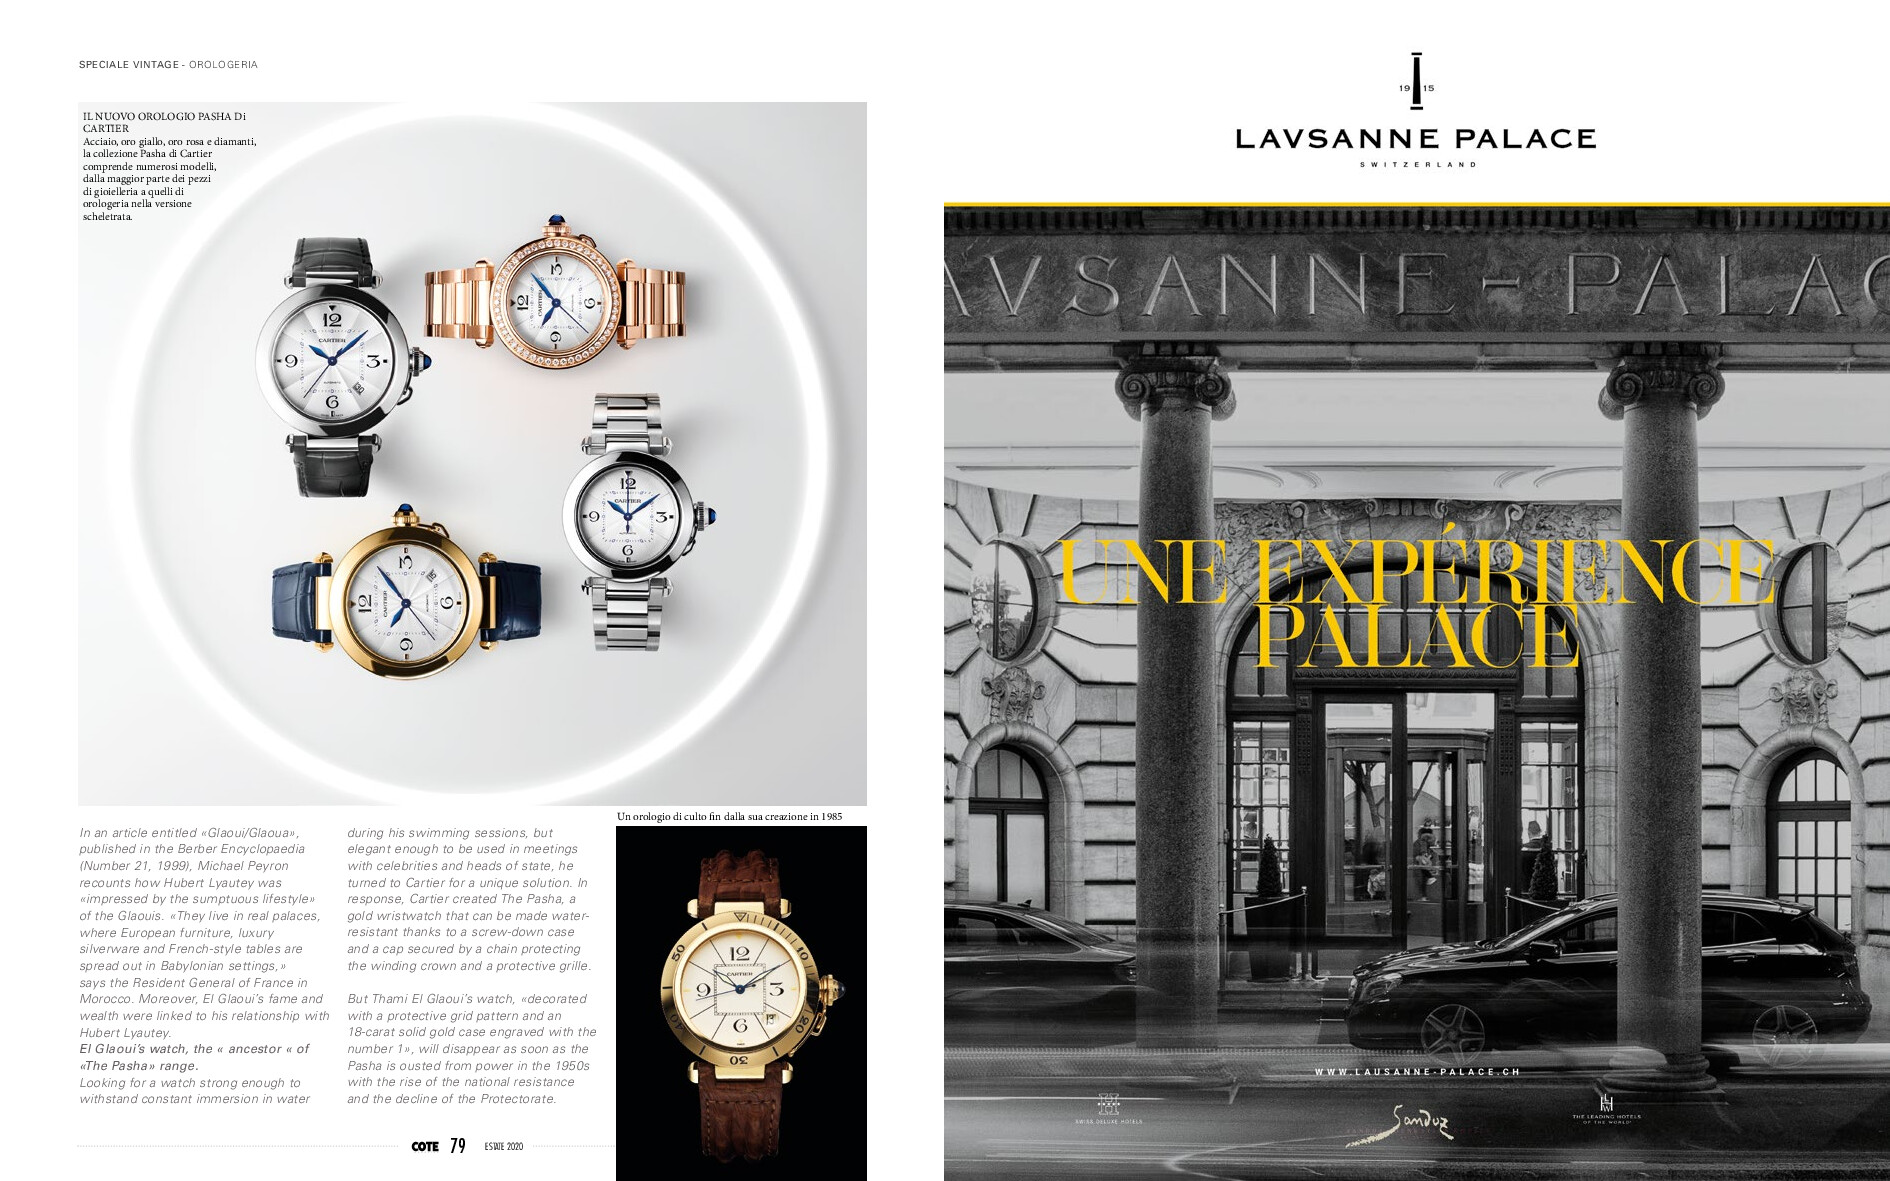 SPECIALE VINTAGE - OROLOGERIA
IL NUOVO OROLOGIO PASHA Di
CARTIER
Acciaio, oro giallo, oro rosa e diamanti,
la collezione Pasha di Cartier
comprende numerosi modelli,
dalla maggior parte dei pezzi
di gioielleria a quelli di
orologeria nella versione
scheletrata.
Un orologio di culto fin dalla sua creazione in 1985
In an article entitled «Glaoui/Glaoua»,
published in the Berber Encyclopaedia
(Number 21, 1999), Michael Peyron
recounts how Hubert Lyautey was
«impressed by the sumptuous lifestyle»
of the Glaouis. «They live in real palaces,
where European furniture, luxury
silverware and French-style tables are
spread out in Babylonian settings,»
says the Resident General of France in
Morocco. Moreover, El Glaoui's fame and
wealth were linked to his relationship with
Hubert Lyautey.
El Glaoui's watch, the « ancestor « of
«The Pasha» range.
Looking for a watch strong enough to
withstand constant immersion in water
during his swimming sessions, but
elegant enough to be used in meetings
with celebrities and heads of state, he
turned to Cartier for a unique solution. In
response, Cartier created The Pasha, a
gold wristwatch that can be made water-
resistant thanks to a screw-down case
and a cap secured by a chain protecting
the winding crown and a protective grille.
But Thami El Glaoui's watch, «decorated
with a protective grid pattern and an
18-carat solid gold case engraved with the
number 1», will disappear as soon as the
Pasha is ousted from power in the 1950s
with the rise of the national resistance
and the decline of the Protectorate.
COTE 79 ESTATE 2020
19 15
LAVSANNE PALACE
SWITZERLAND
AVSANNE - PALAC
UNE EXPÉRIENCE
PALACE
WWW.LAUSANNE-PALACE.CH
SWISS DELUXE HOTELS
Sandoz
THE LEADING HOTELS
OF THE WORLD